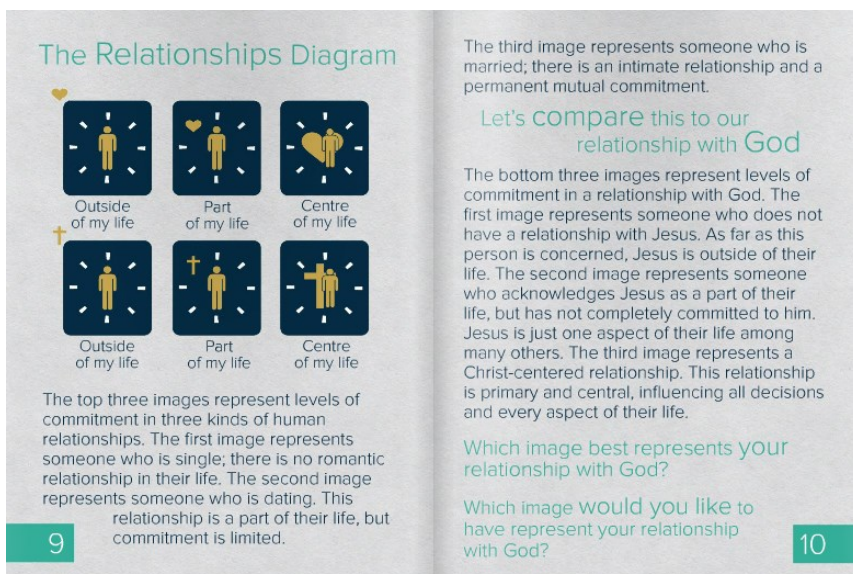 The Relationships Diagram
Outside
of my life
Part
of my life
Centre
of my life
Outside
of my life
Part
of my life
Centre
of my life
The top three images represent levels of
commitment in three kinds of human
relationships. The first image represents
someone who is single; there is no romantic
relationship in their life. The second image
represents someone who is dating. This
relationship is a part of their life, but
commitment is limited.
9
The third image represents someone who is
married; there is an intimate relationship and a
permanent mutual commitment.
Let's compare this to our
relationship with God
The bottom three images represent levels of
commitment in a relationship with God. The
first image represents someone who does not
have a relationship with Jesus. As far as this
person is concerned, Jesus is outside of their
life. The second image represents someone
who acknowledges Jesus as a part of their
life, but has not completely committed to him.
Jesus is just one aspect of their life among
many others. The third image represents a
Christ-centered relationship. This relationship
is primary and central, influencing all decisions
and every aspect of their life.
Which image best represents your
relationship with God?
Which image would you like to
have represent your relationship
with God?
10